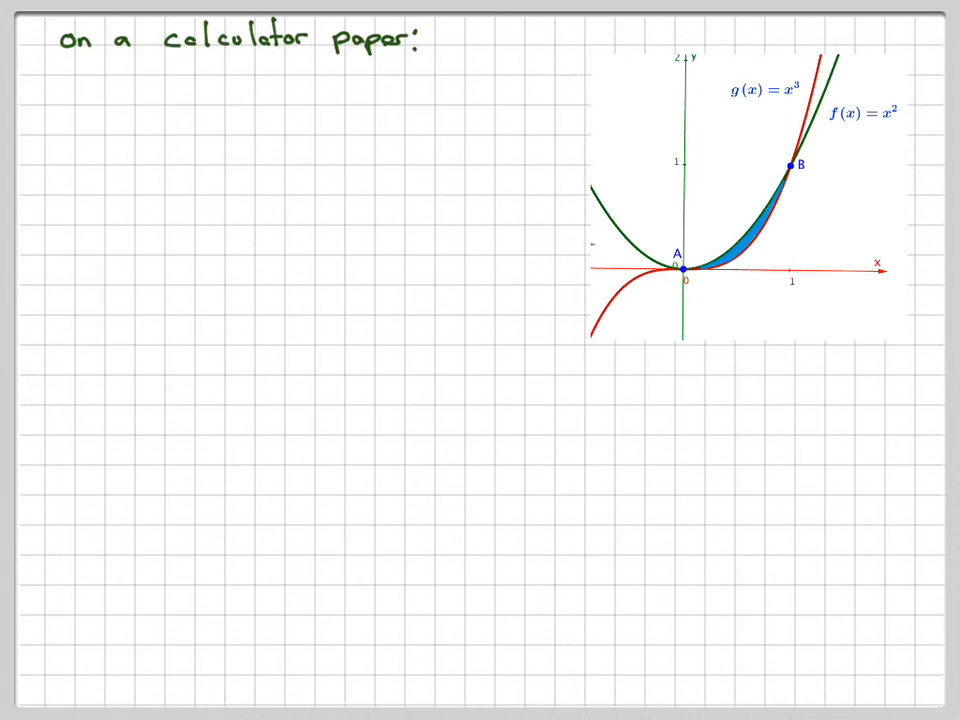 on a calculator paper:
2 y
g(x) = x³
f(x) = x²
1
B
A
0
x
0
1